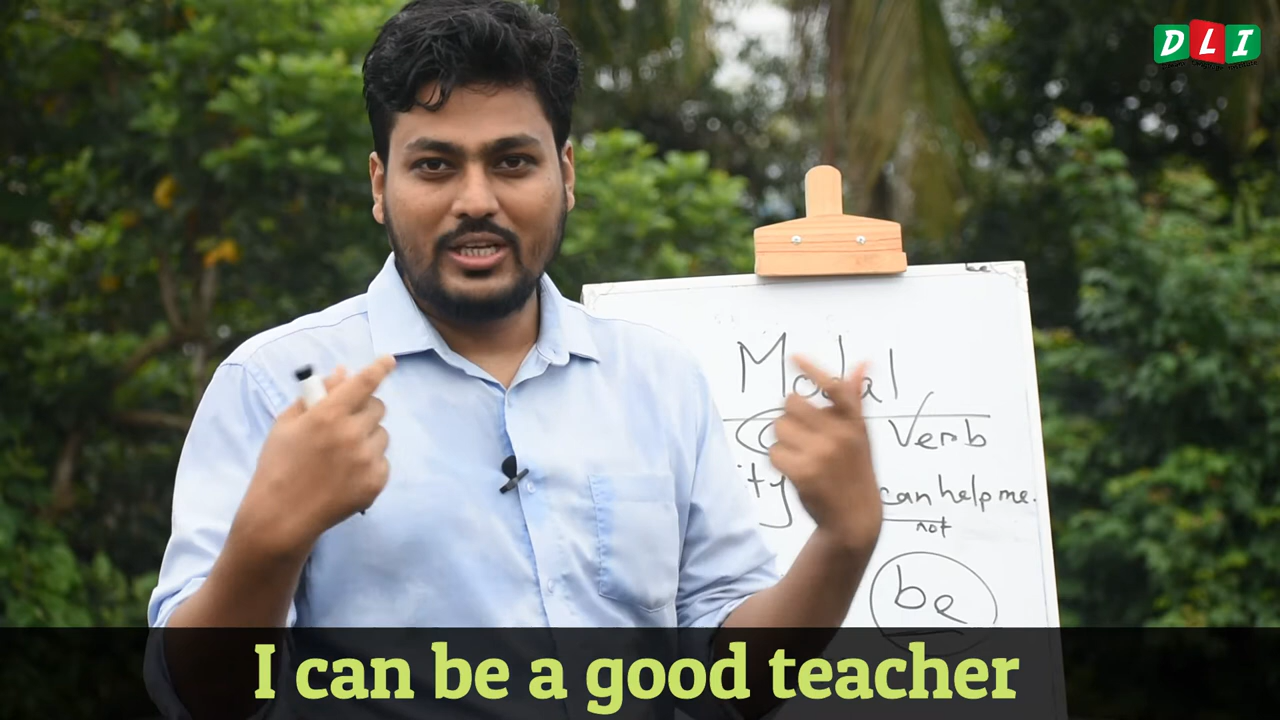 DLI
Modal
Verb
ity can help me.
not
be
I can be a good teacher